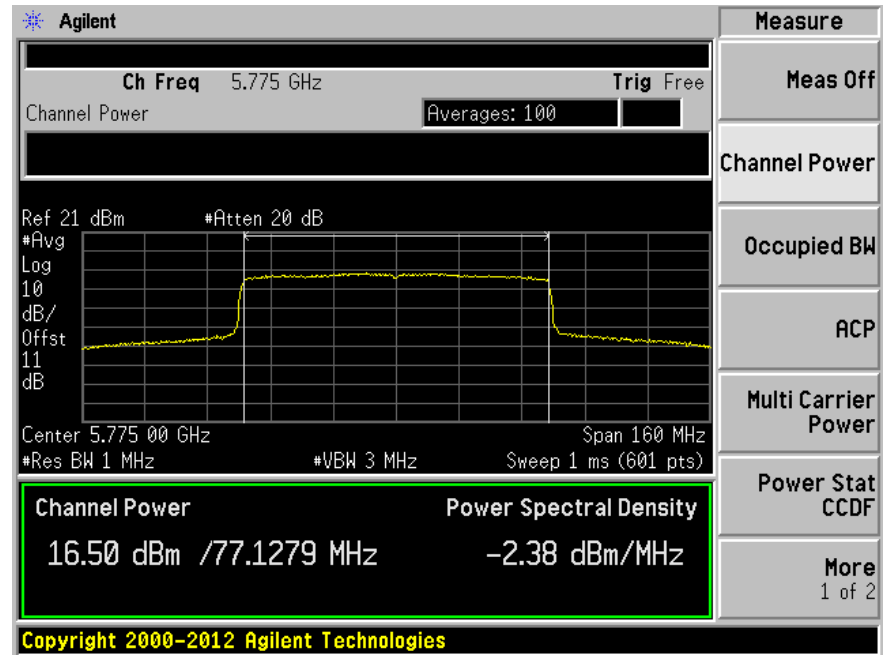 Agilent
Measure
Ch Freq 5.775 GHz Trig Free
Channel Power Averages: 100
Ref 21 dBm #Atten 20 dB
#Avg
Log
10
dB/
Offst
11
dB
Center 5.775 00 GHz Span 160 MHz
#Res BW 1 MHz #VBW 3 MHz Sweep 1 ms (601 pts)
Channel Power Power Spectral Density
16.50 dBm /77.1279 MHz -2.38 dBm/MHz
Copyright 2000-2012 Agilent Technologies
Meas Off
Channel Power
Occupied BW
ACP
Multi Carrier
Power
Power Stat
CCDF
More
1 of 2